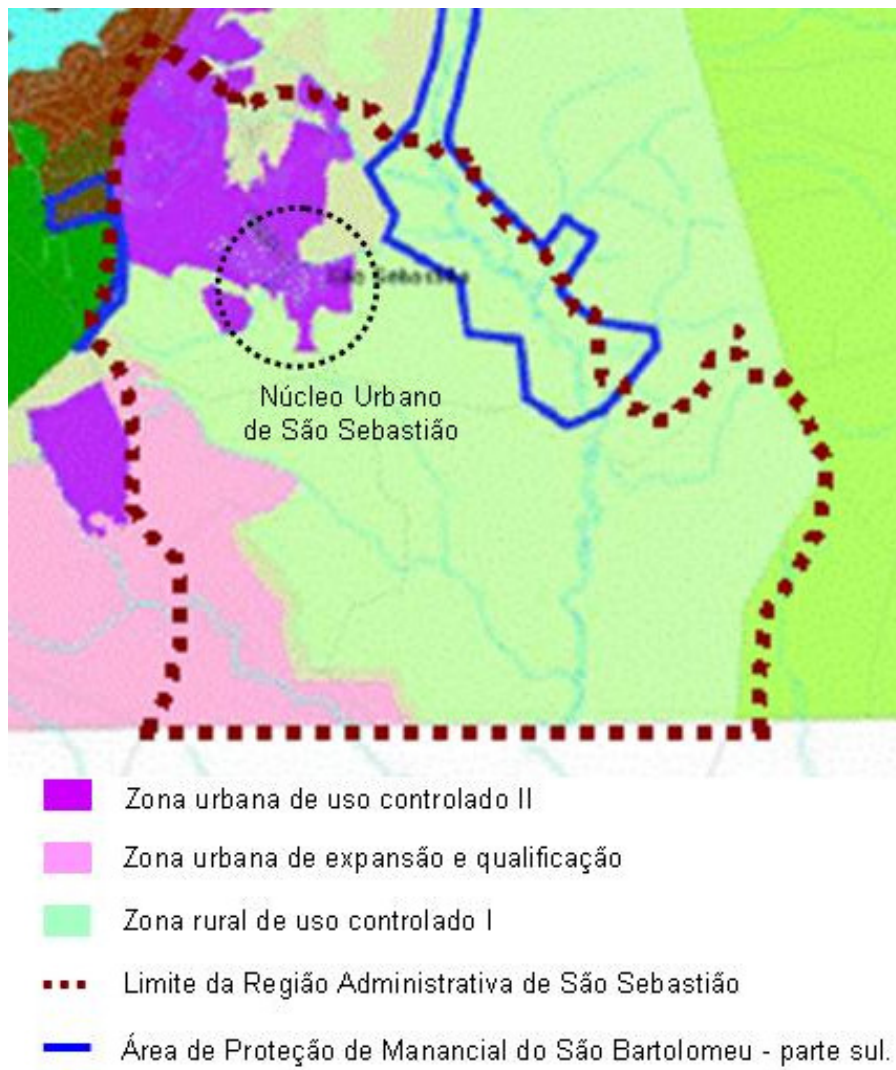 São Sebastião
Núcleo Urbano
de São Sebastião
Zona urbana de uso controlado II
Zona urbana de expansão e qualificação
Zona rural de uso controlado I
Limite da Região Administrativa de São Sebastião
Área de Proteção de Manancial do São Bartolomeu - parte sul.